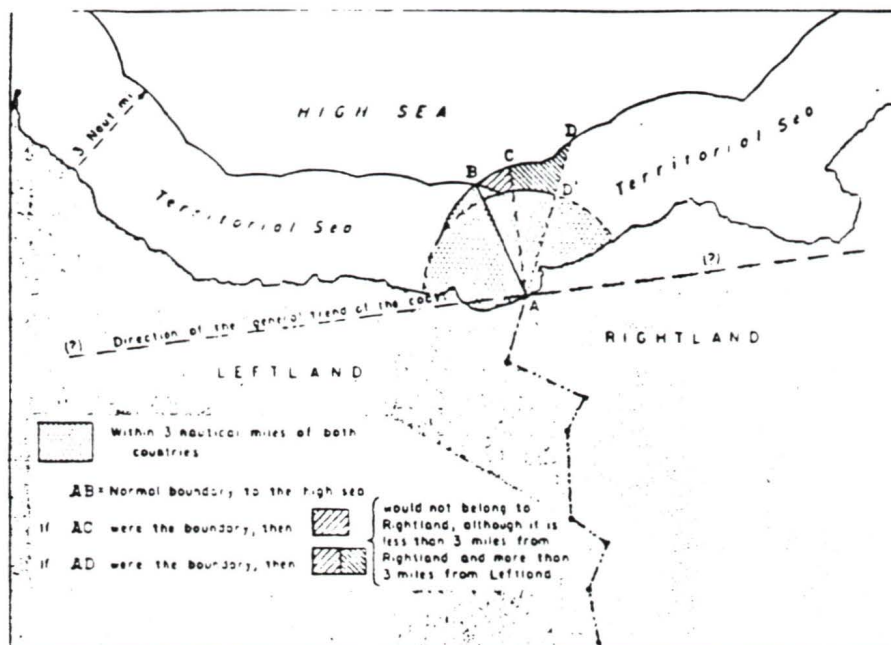 HIGH SEA
3 Naut mi.
B
C
D
D'
Territorial Sea
Territorial Sea
(?)
A
(?) Direction of the general trend of the
RIGHTLAND
LEFTLAND
Within 3 nautical miles of both
countries
AB = Normal boundary to the high sea
If AC were the boundary, then
If AD were the boundary, then
would not belong to
Rightland, although it is
less than 3 miles from
Rightland and more than
3 miles from Leftland